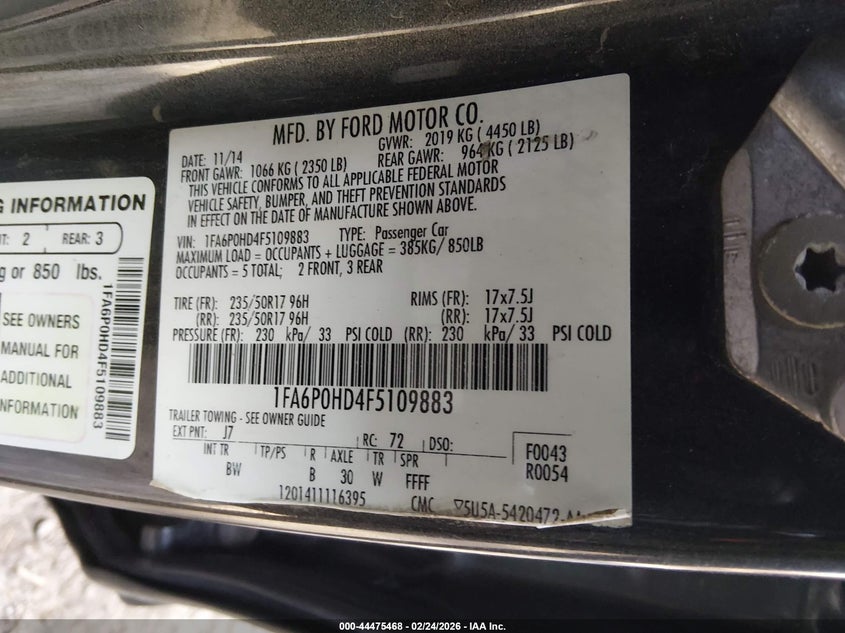 G INFORMATION
NT: 2 REAR: 3
g or 850 lbs.
SEE OWNERS
MANUAL FOR
ADDITIONAL
INFORMATION
1FA6P0HD4F5109883
MFD. BY FORD MOTOR CO.
DATE: 11/14 GVWR: 2019 KG ( 4450 LB)
FRONT GAWR: 1066 KG ( 2350 LB) REAR GAWR: 964 KG ( 2125 LB)
THIS VEHICLE CONFORMS TO ALL APPLICABLE FEDERAL MOTOR
VEHICLE SAFETY, BUMPER, AND THEFT PREVENTION STANDARDS
IN EFFECT ON THE DATE OF MANUFACTURE SHOWN ABOVE.
VIN: 1FA6P0HD4F5109883 TYPE: Passenger Car
MAXIMUM LOAD = OCCUPANTS + LUGGAGE = 385KG/ 850LB
OCCUPANTS = 5 TOTAL; 2 FRONT, 3 REAR
TIRE (FR): 235/50R17 96H RIMS (FR): 17x7.5J
(RR): 235/50R17 96H (RR): 17x7.5J
PRESSURE (FR): 230 kPa/ 33 PSI COLD (RR): 230 kPa/ 33 PSI COLD
1FA6P0HD4F5109883
TRAILER TOWING - SEE OWNER GUIDE
EXT PNT: J7 RC: 72 DSO: F0043
INT TR TP/PS R AXLE TR SPR R0054
BW B 30 W FFFF
1201411116395 CMC 5U5A-5420472-
000-44475468 - 02/24/2026 - IAA Inc.